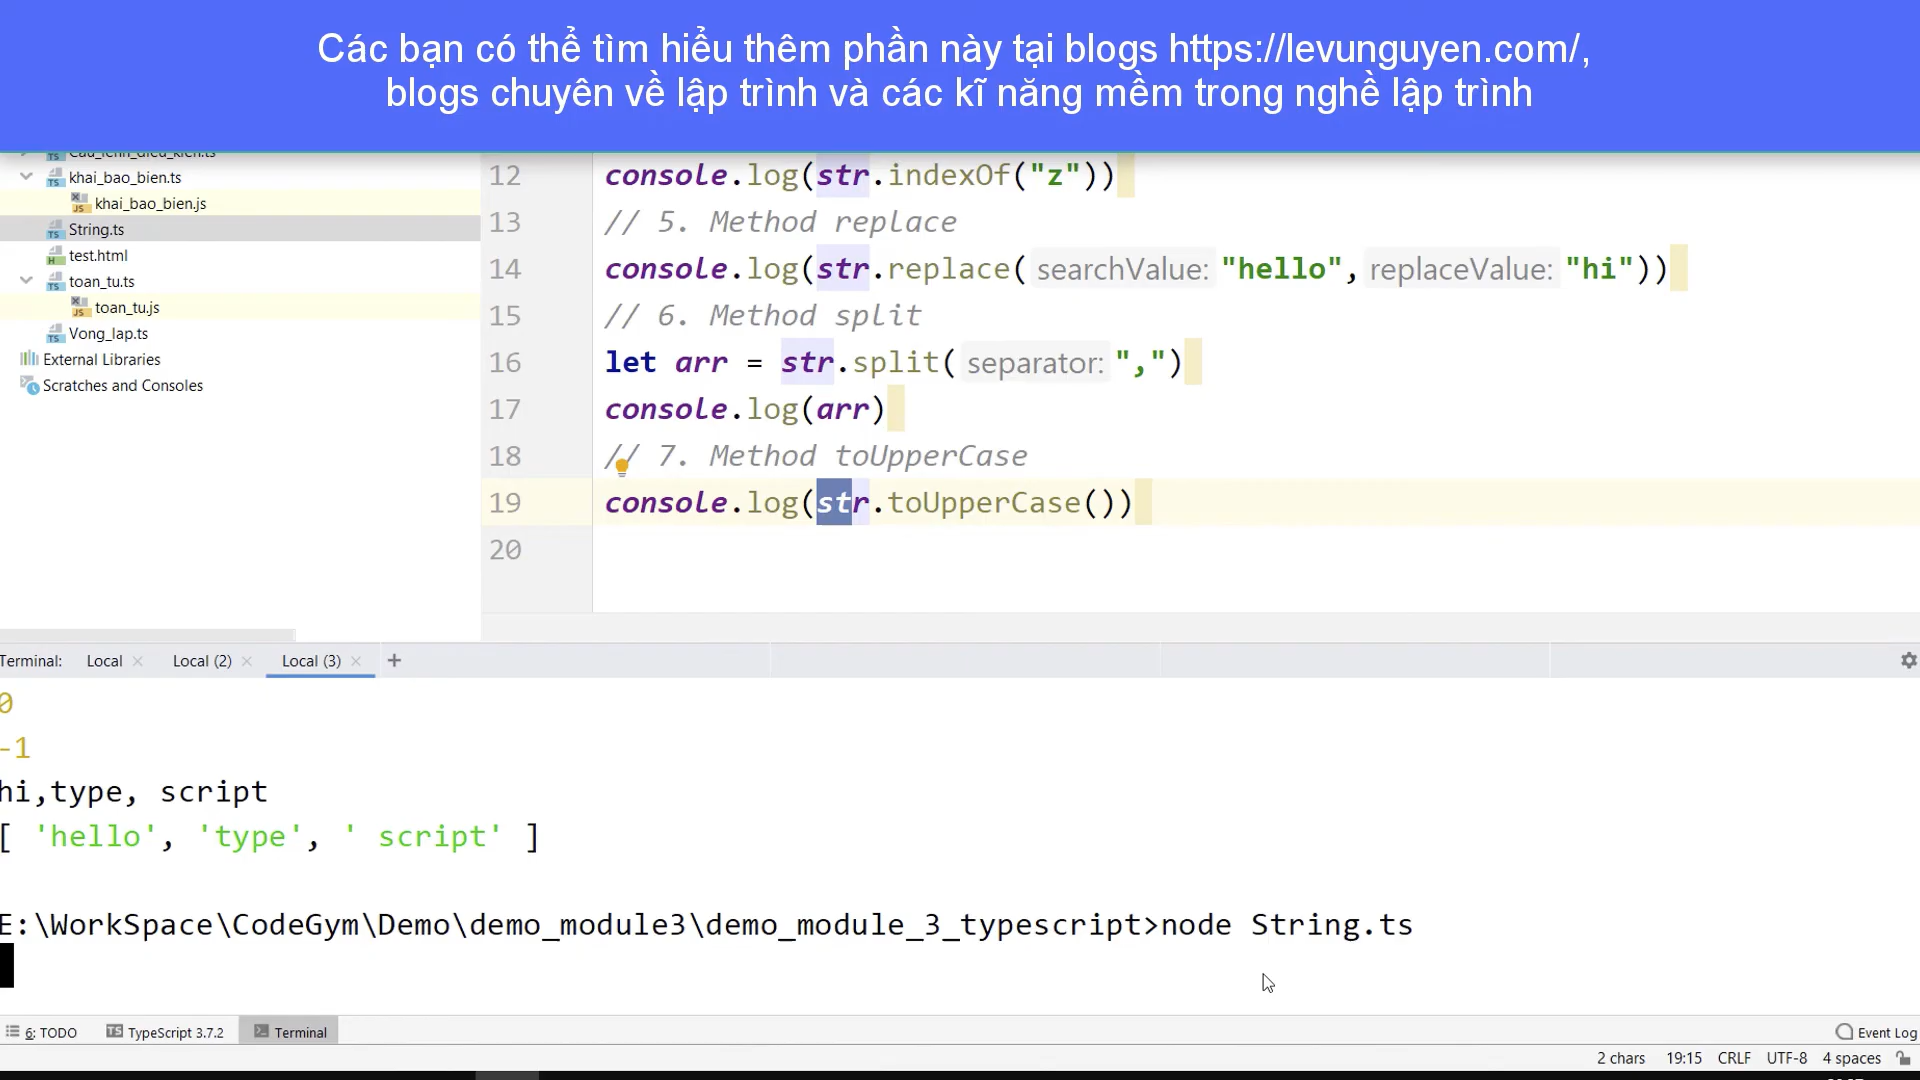 Các bạn có thể tìm hiểu thêm phần này tại blogs https://levunguyen.com/,
blogs chuyên về lập trình và các kĩ năng mềm trong nghề lập trình
Cau_lenh_dieu_kien.ts
khai_bao_bien.ts
khai_bao_bien.js
String.ts
test.html
toan_tu.ts
toan_tu.js
Vong_lap.ts
External Libraries
Scratches and Consoles
12 console.log(str.indexOf("z"))
13 // 5. Method replace
14 console.log(str.replace( searchValue: "hello", replaceValue: "hi"))
15 // 6. Method split
16 let arr = str.split( separator: ",")
17 console.log(arr)
18 // 7. Method toUpperCase
19 console.log(str.toUpperCase())
20
Terminal: Local Local (2) Local (3) +
0
-1
hi,type, script
[ 'hello', 'type', ' script' ]
E:\WorkSpace\CodeGym\Demo\demo_module3\demo_module_3_typescript>node String.ts
6: TODO TypeScript 3.7.2 Terminal Event Log
2 chars 19:15 CRLF UTF-8 4 spaces